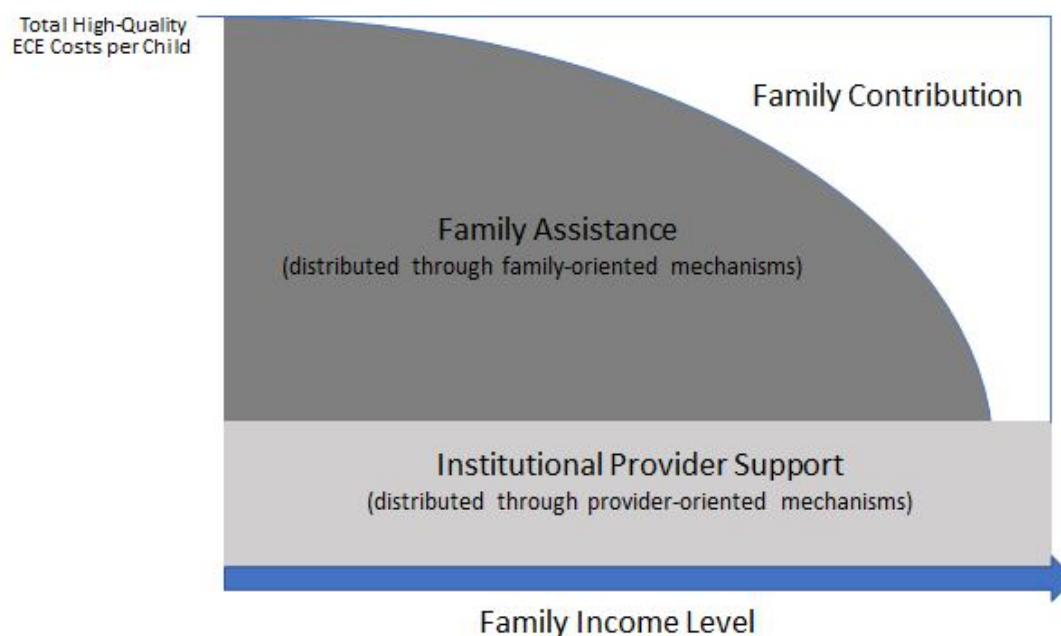 Total High-Quality
ECE Costs per Child
Family Contribution
Family Assistance
(distributed through family-oriented mechanisms)
Institutional Provider Support
(distributed through provider-oriented mechanisms)
Family Income Level